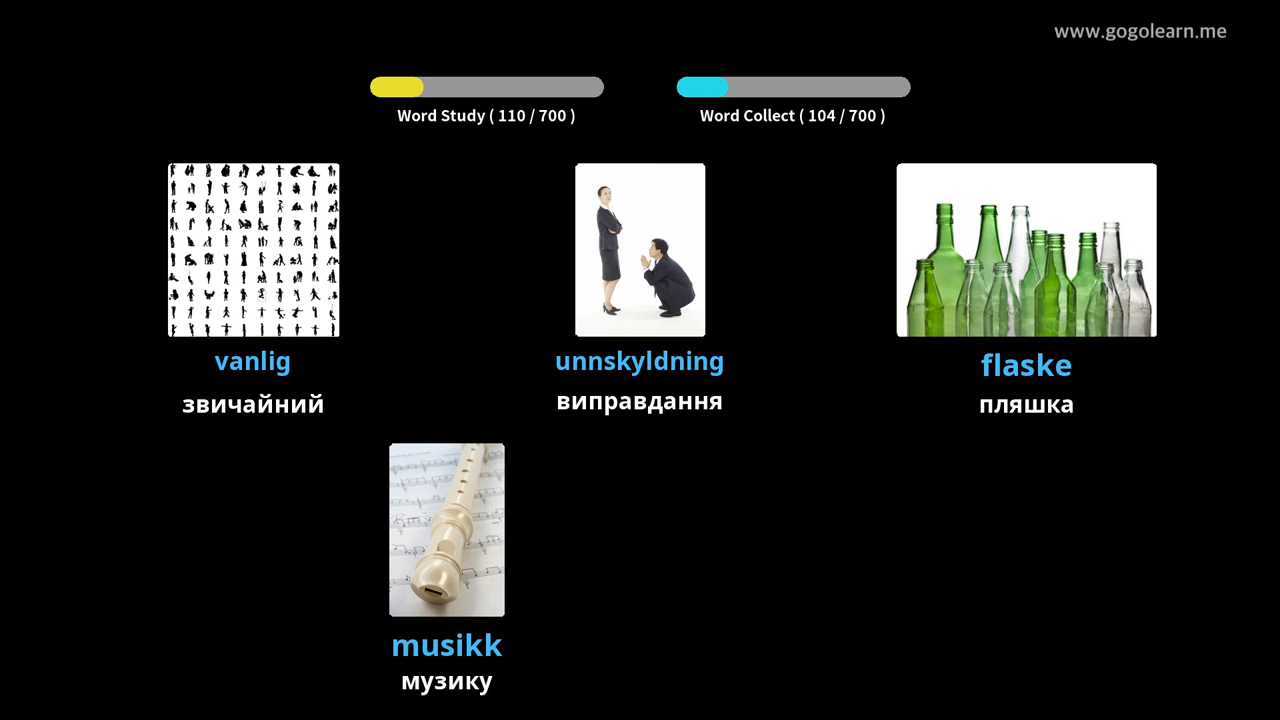 www.gogolearn.me
Word Study ( 110 / 700 )
Word Collect ( 104 / 700 )
vanlig
звичайний
unnskyldning
виправдання
flaske
пляшка
musikk
музику